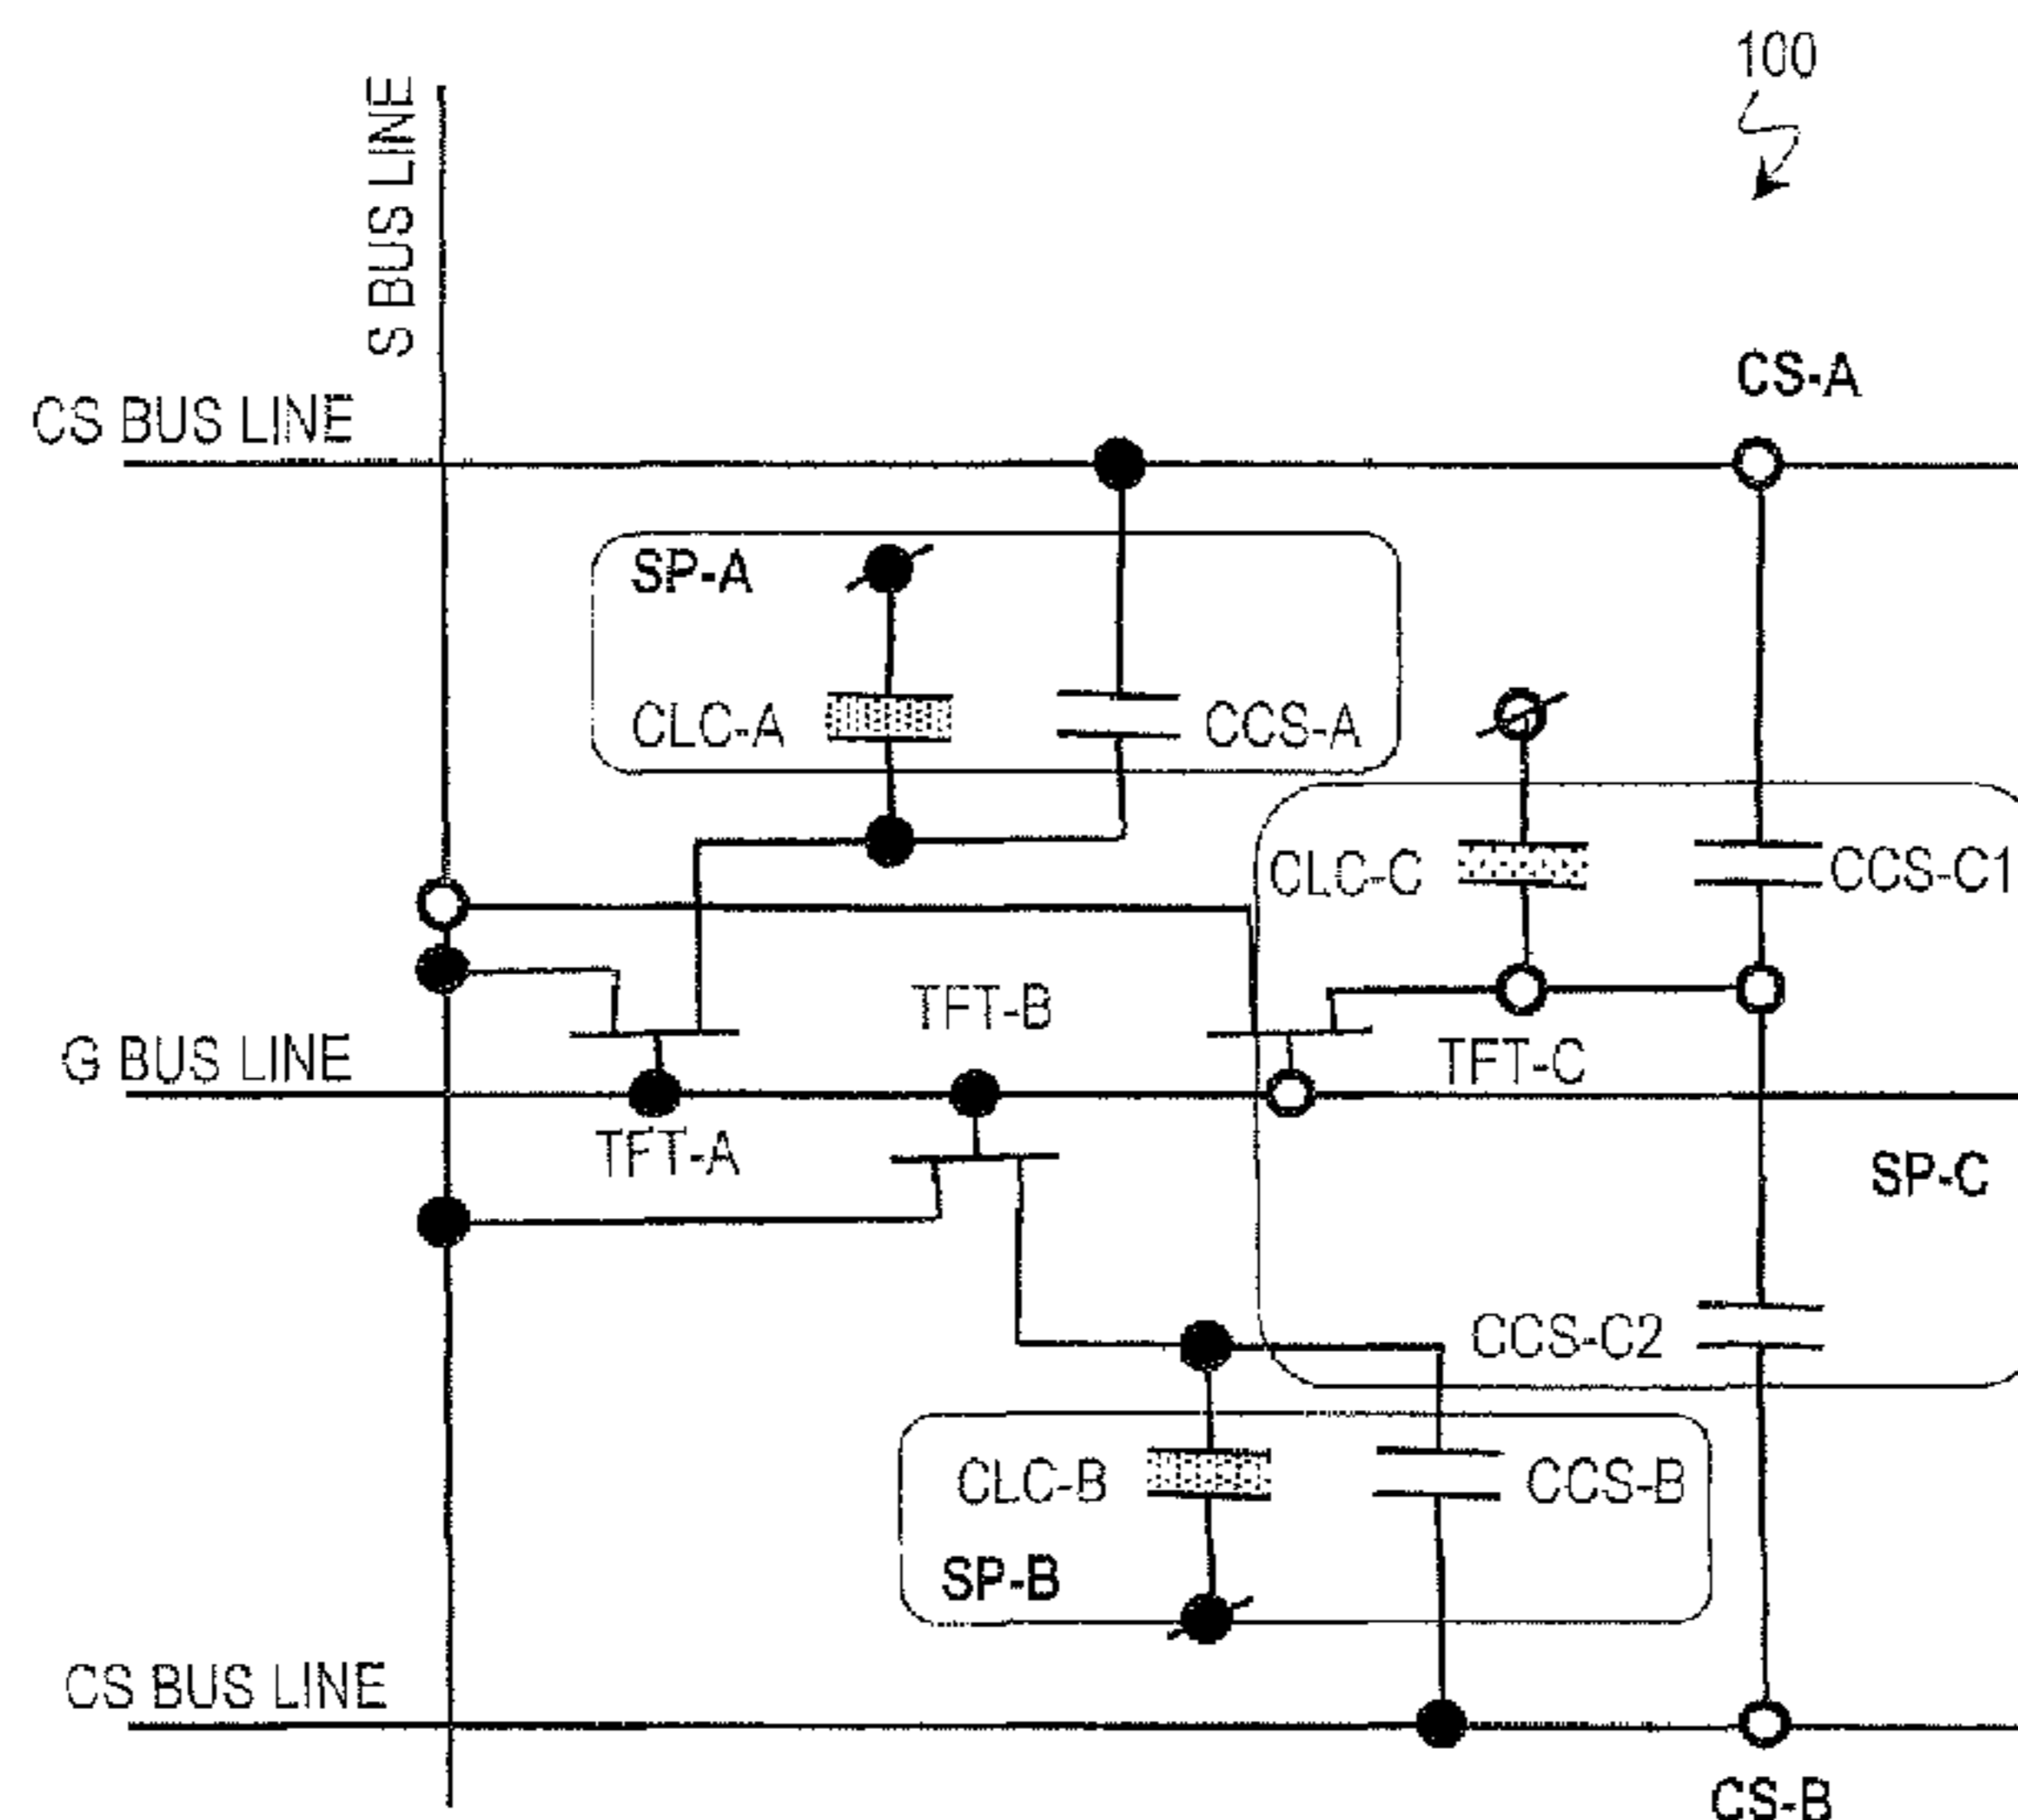 100
S BUS LINE
CS-A
CS BUS LINE
SP-A
CLC-A
CCS-A
CLC-C
CCS-C1
TFT-B
G BUS LINE
TFT-C
TFT-A
SP-C
CCS-C2
CLC-B
CCS-B
SP-B
CS BUS LINE
CS-B